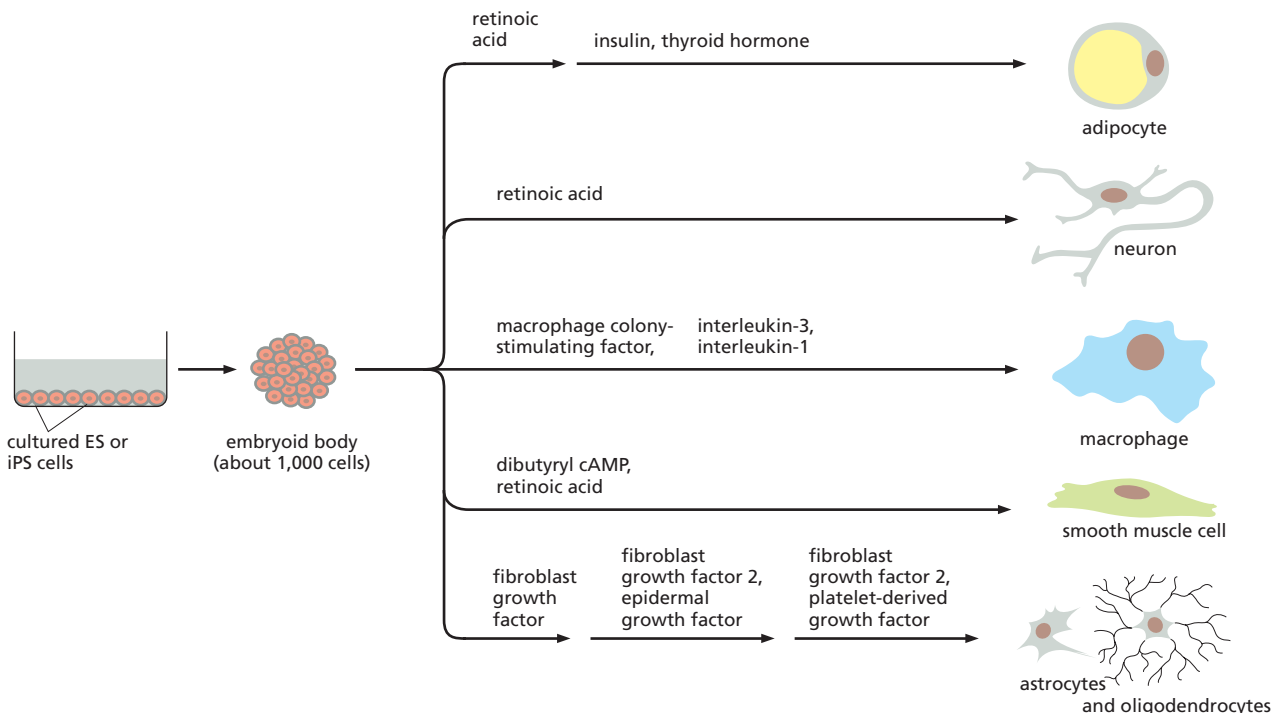 retinoic
acid
insulin, thyroid hormone
adipocyte
retinoic acid
neuron
macrophage colony-
stimulating factor,
interleukin-3,
interleukin-1
macrophage
cultured ES or
iPS cells
embryoid body
(about 1,000 cells)
dibutyryl cAMP,
retinoic acid
smooth muscle cell
fibroblast
growth
factor
fibroblast
growth factor 2,
epidermal
growth factor
fibroblast
growth factor 2,
platelet-derived
growth factor
astrocytes
and oligodendrocytes